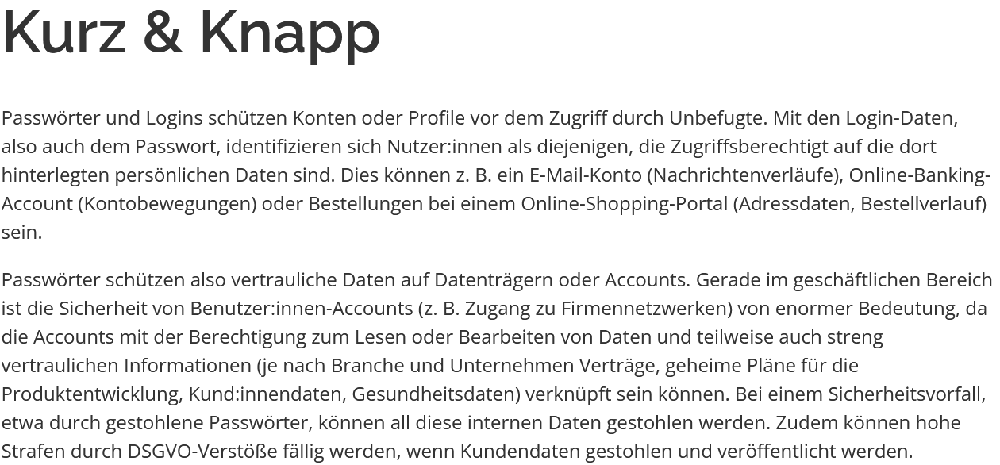 Kurz & Knapp
Passwörter und Logins schützen Konten oder Profile vor dem Zugriff durch Unbefugte. Mit den Login-Daten,
also auch dem Passwort, identifizieren sich Nutzer:innen als diejenigen, die Zugriffsberechtigt auf die dort
hinterlegten persönlichen Daten sind. Dies können z. B. ein E-Mail-Konto (Nachrichtenverläufe), Online-Banking-
Account (Kontobewegungen) oder Bestellungen bei einem Online-Shopping-Portal (Adressdaten, Bestellverlauf)
sein.
Passwörter schützen also vertrauliche Daten auf Datenträgern oder Accounts. Gerade im geschäftlichen Bereich
ist die Sicherheit von Benutzer:innen-Accounts (z. B. Zugang zu Firmennetzwerken) von enormer Bedeutung, da
die Accounts mit der Berechtigung zum Lesen oder Bearbeiten von Daten und teilweise auch streng
vertraulichen Informationen (je nach Branche und Unternehmen Verträge, geheime Pläne für die
Produktentwicklung, Kund:innendaten, Gesundheitsdaten) verknüpft sein können. Bei einem Sicherheitsvorfall,
etwa durch gestohlene Passwörter, können all diese internen Daten gestohlen werden. Zudem können hohe
Strafen durch DSGVO-Verstöße fällig werden, wenn Kundendaten gestohlen und veröffentlicht werden.